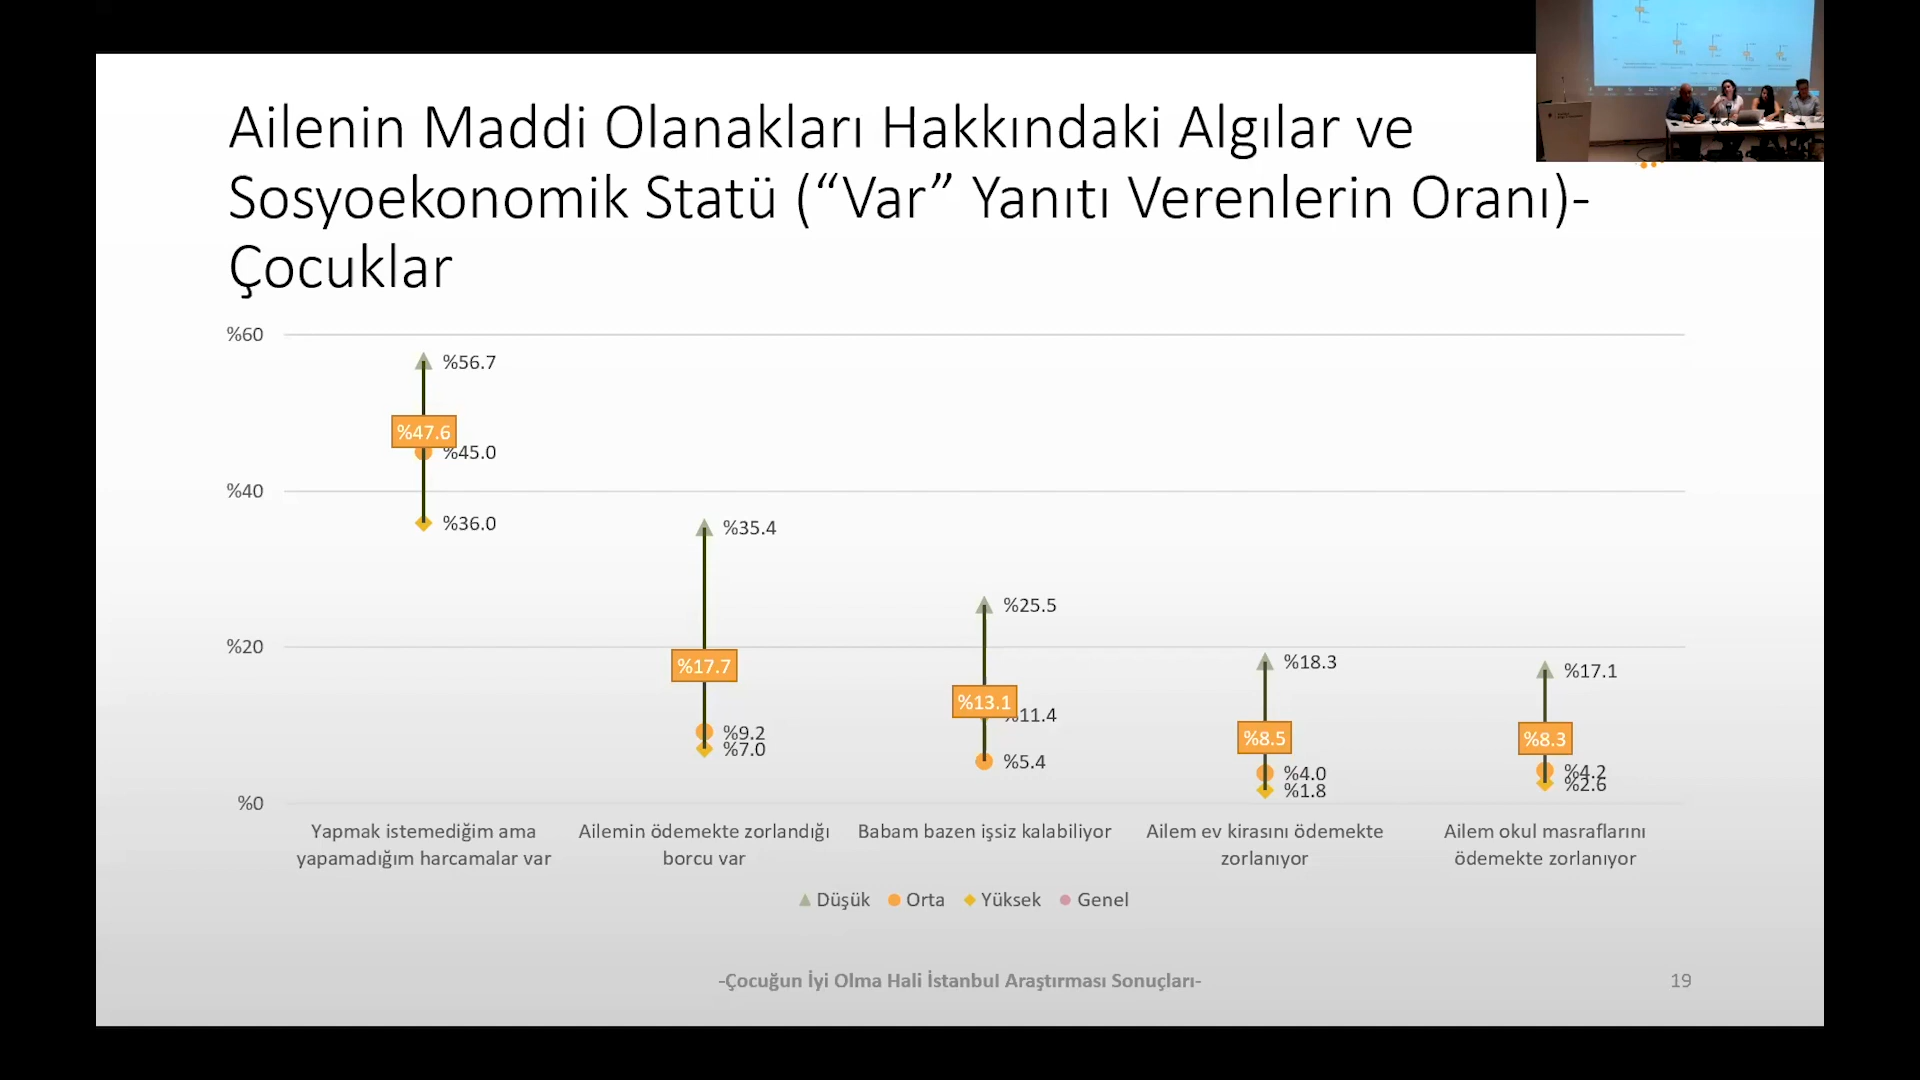 Ailenin Maddi Olanakları Hakkındaki Algılar ve
Sosyoekonomik Statü (“Var” Yanıtı Verenlerin Oranı)-
Çocuklar
%60
%40
%20
%0
%56.7
%47.6
%45.0
%36.0
%35.4
%17.7
%9.2
%7.0
%25.5
%13.1
%11.4
%5.4
%18.3
%8.5
%4.0
%1.8
%17.1
%8.3
%4.2
%2.6
Yapmak istemediğim ama
yapamadığım harcamalar var
Ailemin ödemekte zorlandığı
borcu var
Babam bazen işsiz kalabiliyor
Ailem ev kirasını ödemekte
zorlanıyor
Ailem okul masraflarını
ödemekte zorlanıyor
Düşük Orta Yüksek Genel
-Çocuğun İyi Olma Hali İstanbul Araştırması Sonuçları-
19